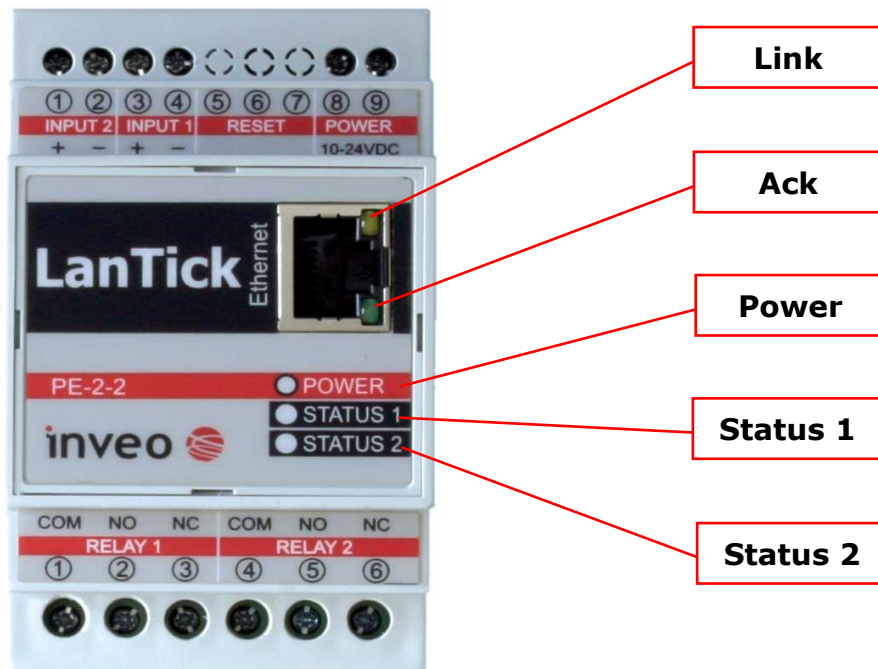 Link
① ② ③ ④ ⑤ ⑥ ⑦ ⑧ ⑨
INPUT 2 INPUT 1 RESET POWER
+ − + − 10-24VDC
Ack
LanTick Ethernet
Power
PE-2-2 POWER
STATUS 1
inveo STATUS 2
Status 1
COM NO NC COM NO NC
RELAY 1 RELAY 2
Status 2
① ② ③ ④ ⑤ ⑥